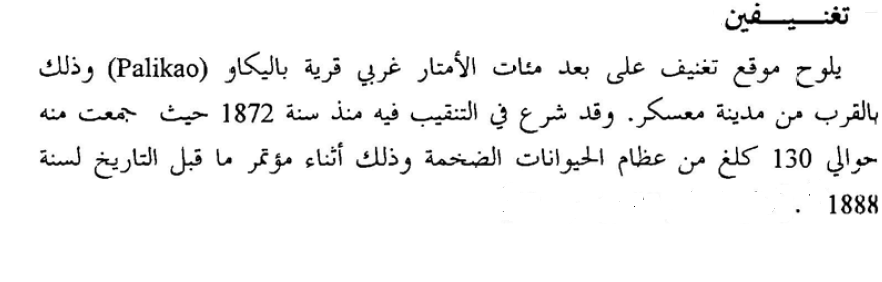 تغنـــيـــفـين
يلوح موقع تغنيف على بعد مئات الأمتار غربي قرية باليكاو (Palikao) وذلك
بالقرب من مدينة معسكر. وقد شرع في التنقيب فيه منذ سنة 1872 حيث جمعت منه
حوالي 130 كلغ من عظام الحيوانات الضخمة وذلك أثناء مؤتمر ما قبل التاريخ لسنة
1888 .